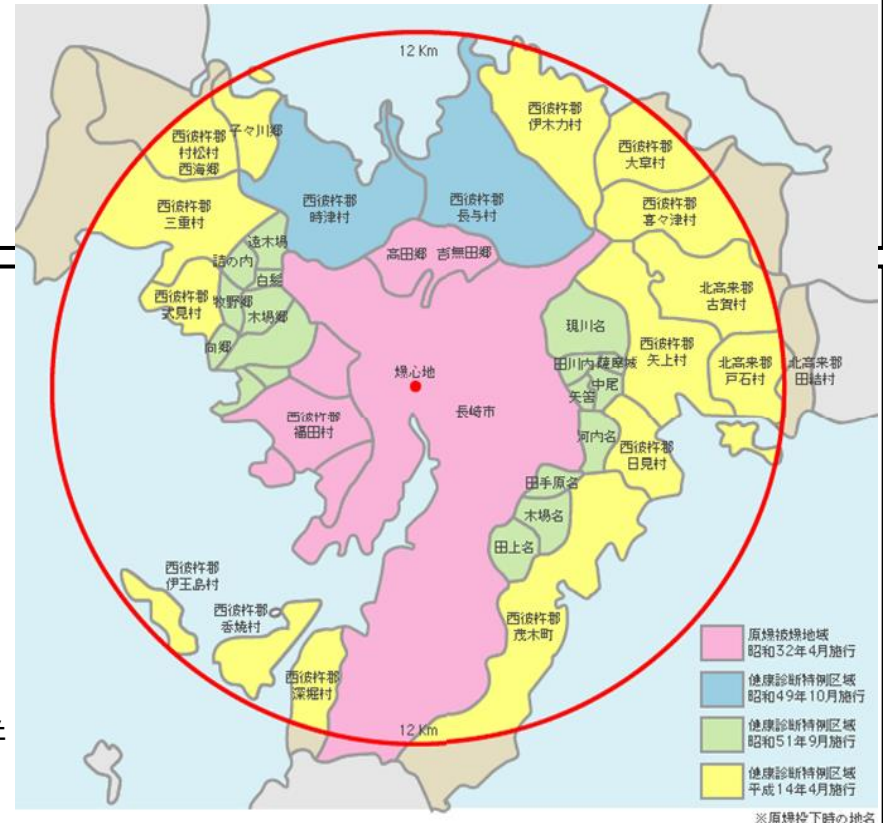 12 Km
西彼杵郡
伊木力村
西彼杵郡
村松村
西海郷
子々川郷
西彼杵郡
大草村
西彼杵郡
時津村
西彼杵郡
長与村
西彼杵郡
三重村
西彼杵郡
喜々津村
遠木場
詰の内
高田郷
吉無田郷
白髭
北高来郡
古賀村
西彼杵郡
式見村
牧野郷
木場郷
現川名
向郷
西彼杵郡
矢上村
北高来郡
戸石村
北高来郡
田結村
爆心地
田川内
薩摩城
中尾
矢筈
長崎市
西彼杵郡
福田村
河内名
西彼杵郡
日見村
田手原名
木場名
田上名
西彼杵郡
伊王島村
西彼杵郡
香焼村
西彼杵郡
茂木町
西彼杵郡
深堀村
12 Km
原爆被爆地域
昭和32年4月施行
健康診断特例区域
昭和49年10月施行
健康診断特例区域
昭和51年9月施行
健康診断特例区域
平成14年4月施行
※原爆投下時の地名